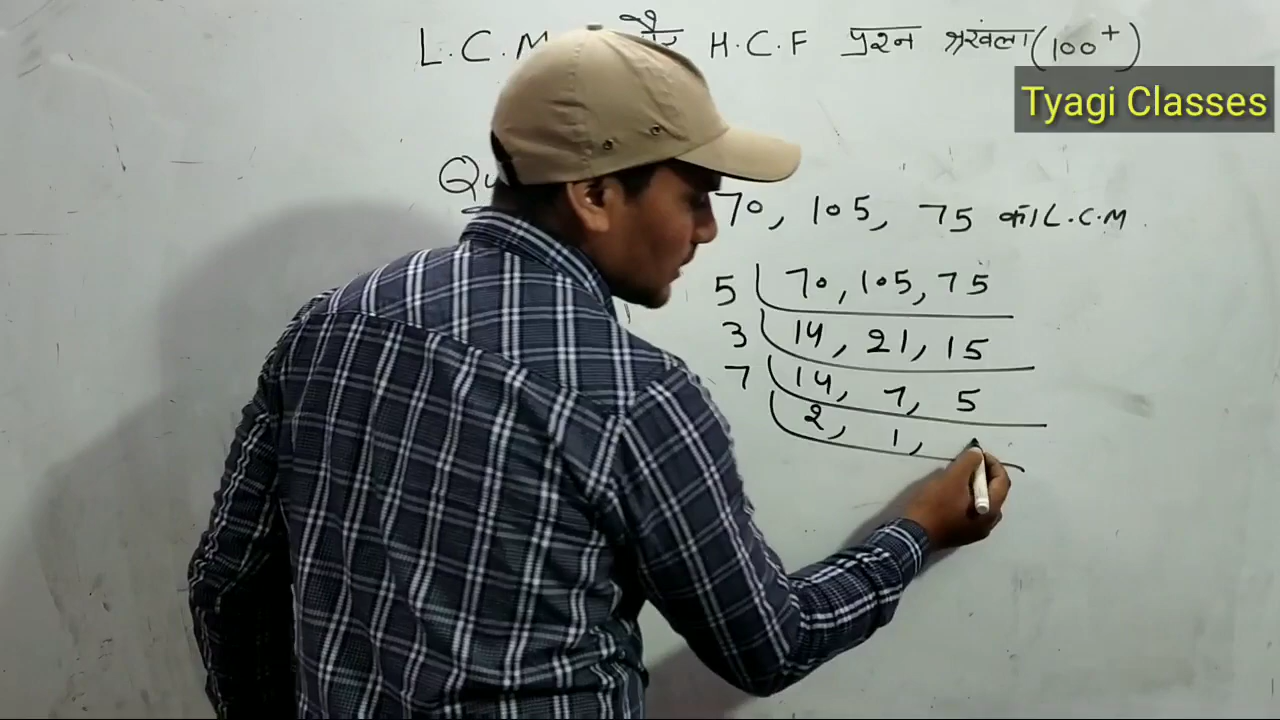 L.C.M H.C.F प्रश्न श्रखला (100+)
Tyagi Classes
70, 105, 75 का L.C.M
5 70, 105, 75
3 14, 21, 15
7 14, 7, 5
2, 1,